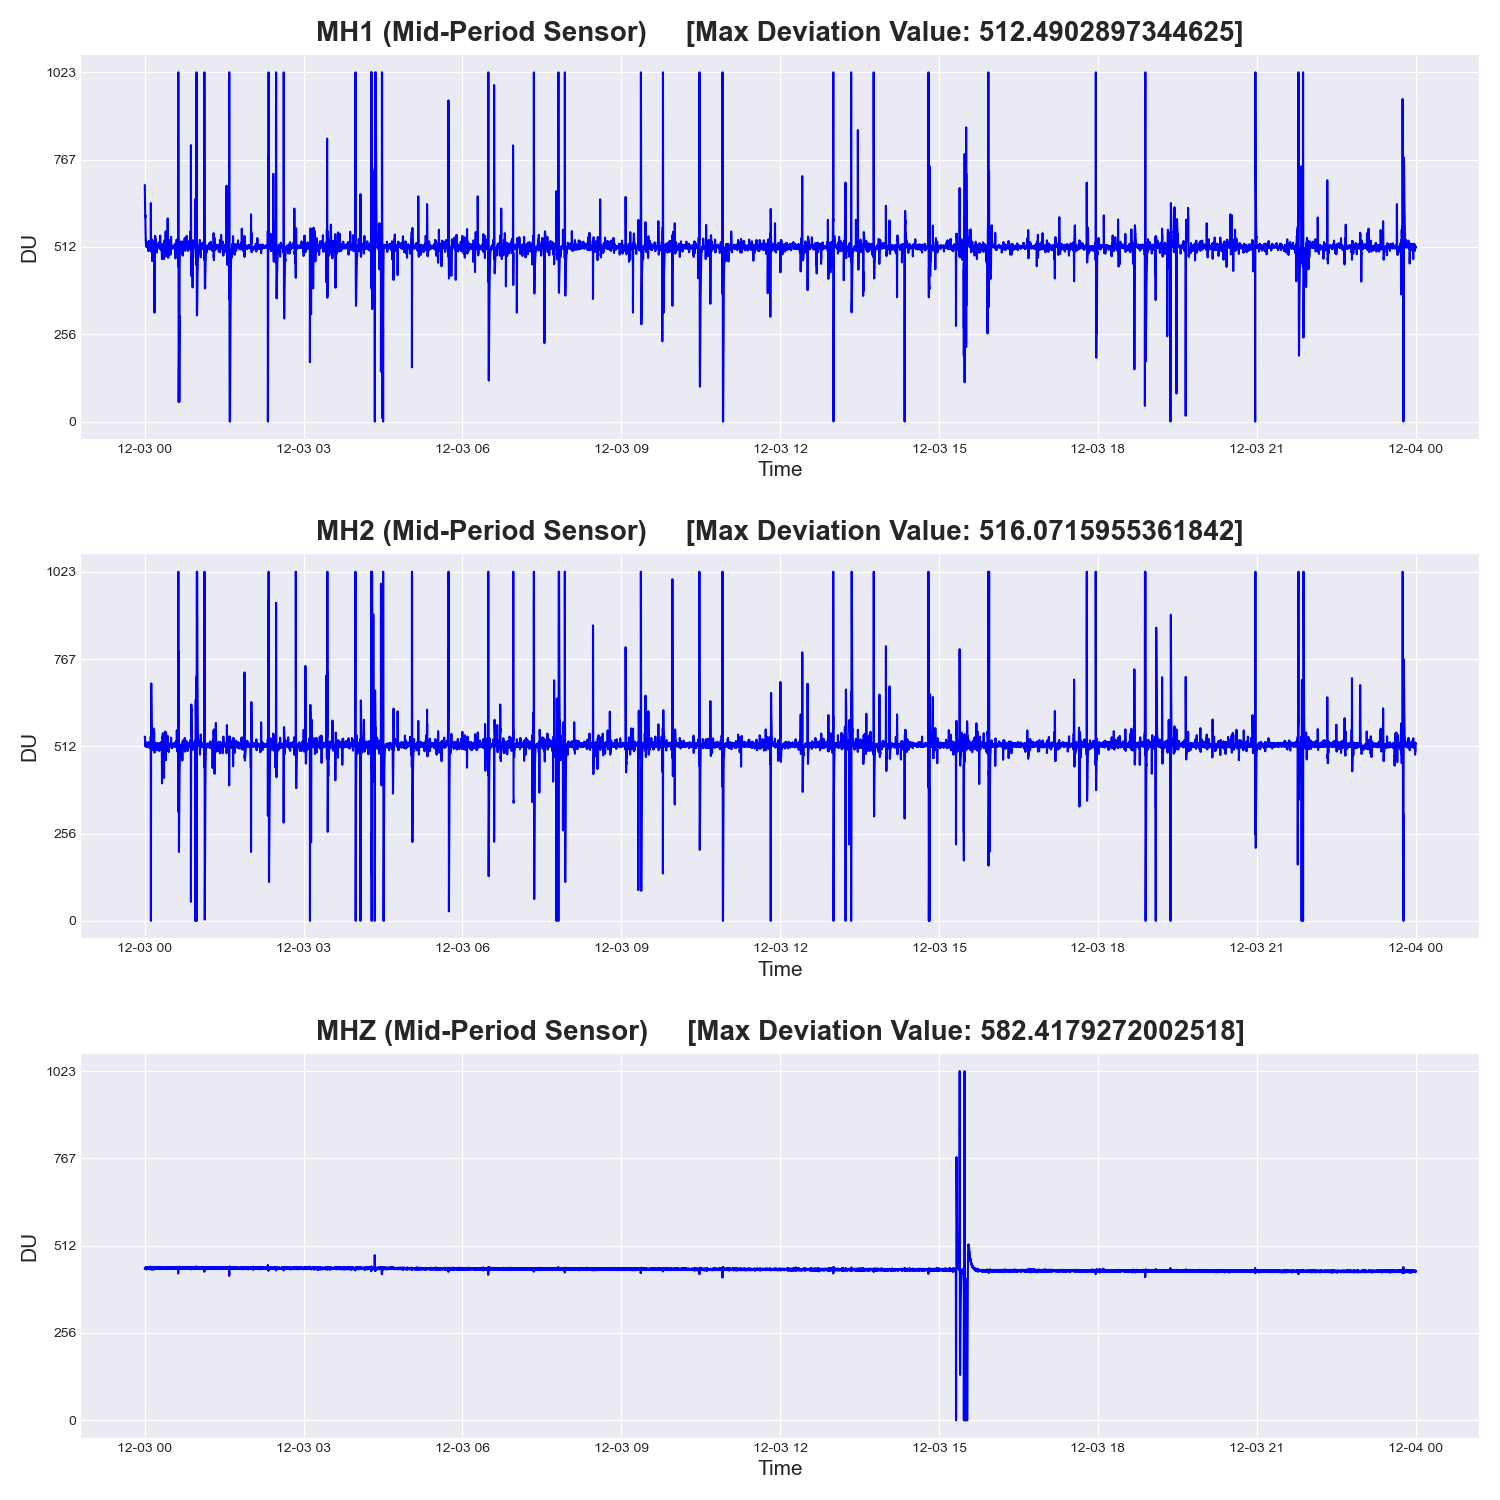 MH1 (Mid-Period Sensor) [Max Deviation Value: 512.4902897344625]
1023
767
512
256
0
DU
12-03 00 12-03 03 12-03 06 12-03 09 12-03 12 12-03 15 12-03 18 12-03 21 12-04 00
Time
MH2 (Mid-Period Sensor) [Max Deviation Value: 516.0715955361842]
1023
767
512
256
0
DU
12-03 00 12-03 03 12-03 06 12-03 09 12-03 12 12-03 15 12-03 18 12-03 21 12-04 00
Time
MHZ (Mid-Period Sensor) [Max Deviation Value: 582.4179272002518]
1023
767
512
256
0
DU
12-03 00 12-03 03 12-03 06 12-03 09 12-03 12 12-03 15 12-03 18 12-03 21 12-04 00
Time